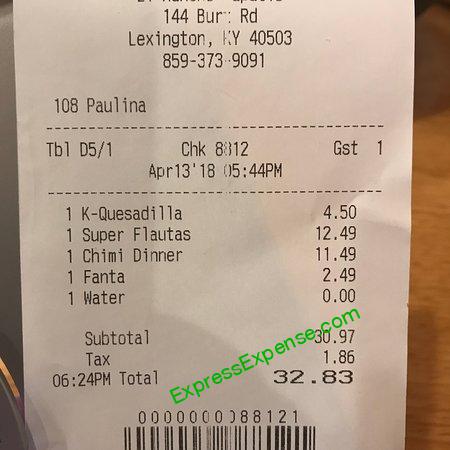 144 Burr Rd
Lexington, KY 40503
859-373-9091
108 Paulina
Tbl D5/1 Chk 8812 Gst 1
Apr13'18 05:44PM
1 K-Quesadilla 4.50
1 Super Flautas 12.49
1 Chimi Dinner 11.49
1 Fanta 2.49
1 Water 0.00
Subtotal 30.97
Tax 1.86
06:24PM Total 32.83
ExpressExpense.com
0000000088121